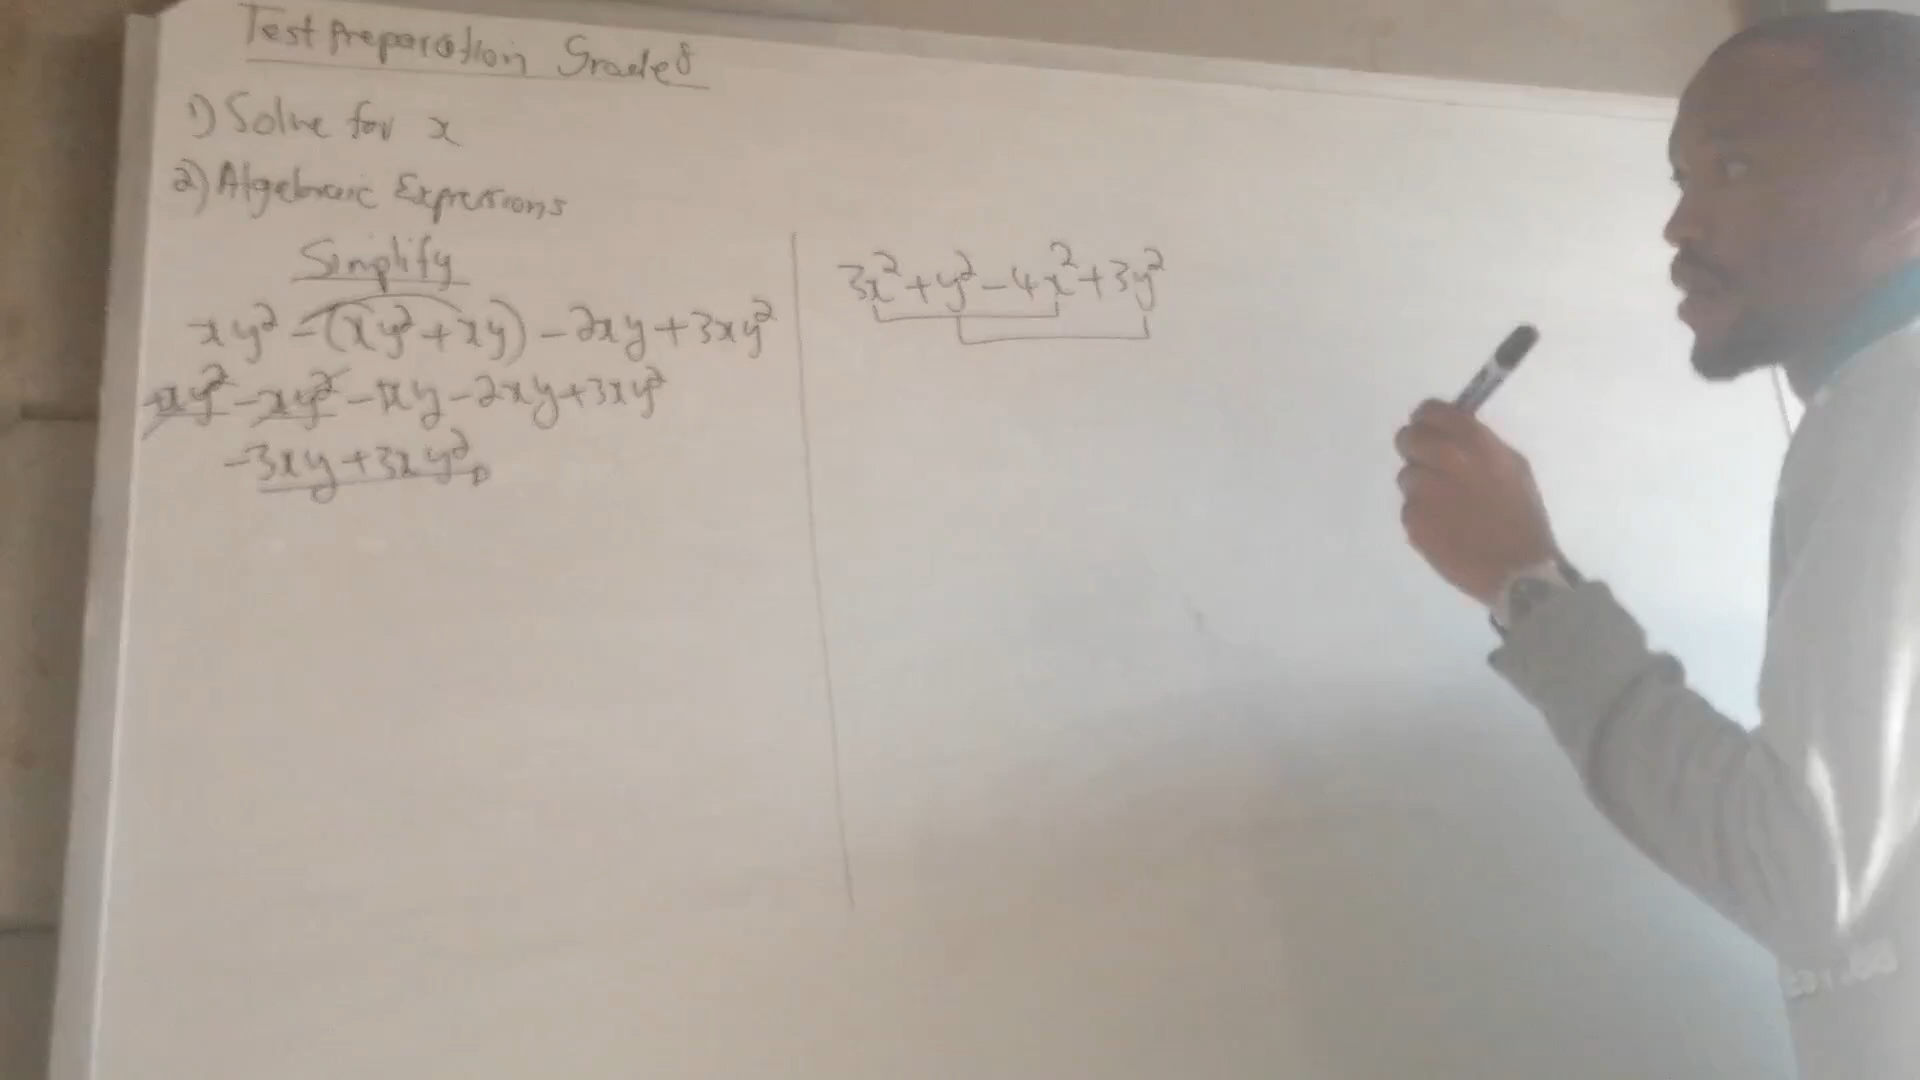 Test Preparation Grade 8
1) Solve for x
2) Algebraic Expressions
Simplify
xy² - (xy² + xy) - 2xy + 3xy²
xy² - xy² - 1xy - 2xy + 3xy²
-3xy + 3xy²
3x² + y² - 4x² + 3y²